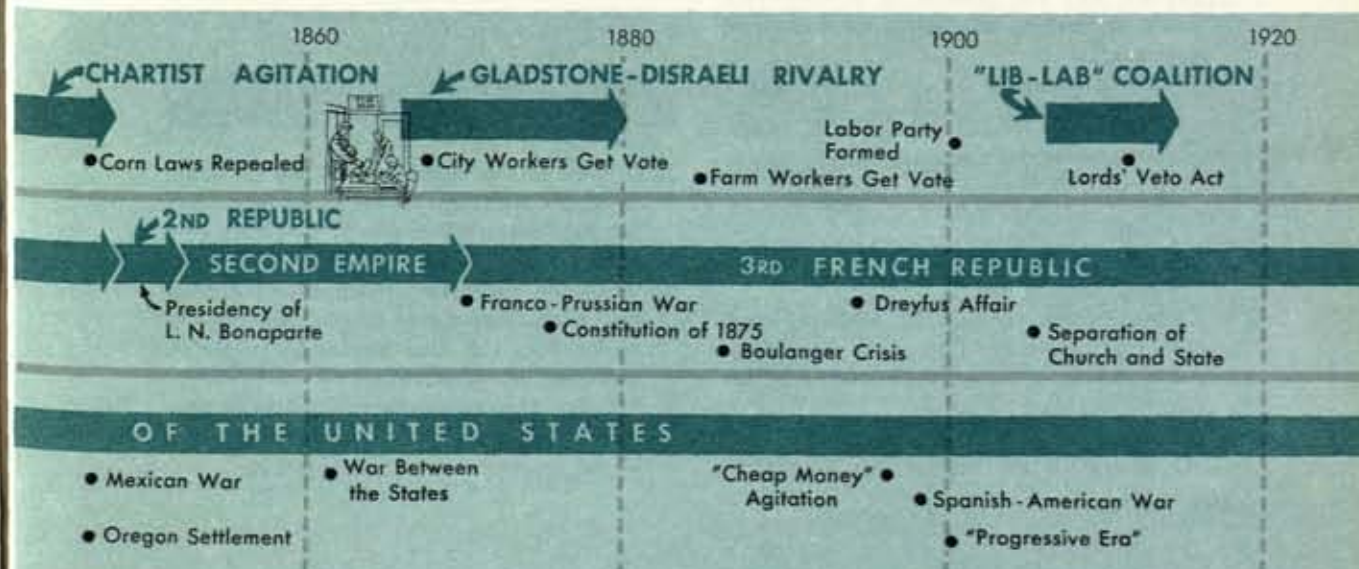 1860 1880 1900 1920
CHARTIST AGITATION GLADSTONE-DISRAELI RIVALRY "LIB-LAB" COALITION
Labor Party
Formed
Corn Laws Repealed City Workers Get Vote
Farm Workers Get Vote Lords' Veto Act
2ND REPUBLIC
SECOND EMPIRE 3RD FRENCH REPUBLIC
Presidency of
L. N. Bonaparte
Franco-Prussian War Dreyfus Affair
Constitution of 1875 Separation of
Church and State
Boulanger Crisis
OF THE UNITED STATES
Mexican War
War Between
the States
"Cheap Money"
Agitation
Spanish-American War
Oregon Settlement "Progressive Era"